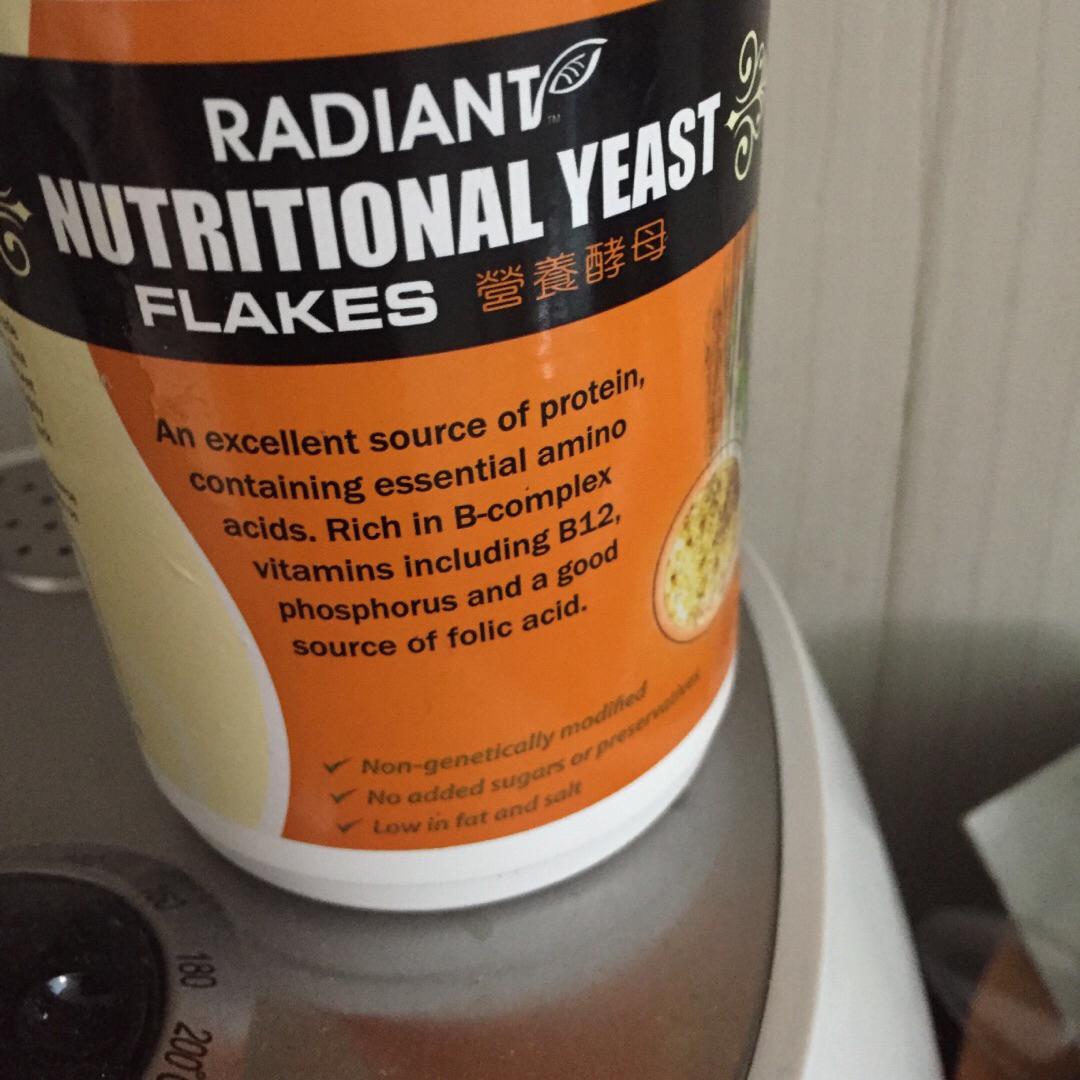 RADIANT™
NUTRITIONAL YEAST
FLAKES 營養酵母
An excellent source of protein,
containing essential amino
acids. Rich in B-complex
vitamins including B12,
phosphorus and a good
source of folic acid.
✓ Non-genetically modified
✓ No added sugars or preservatives
✓ Low in fat and salt
180
200°C